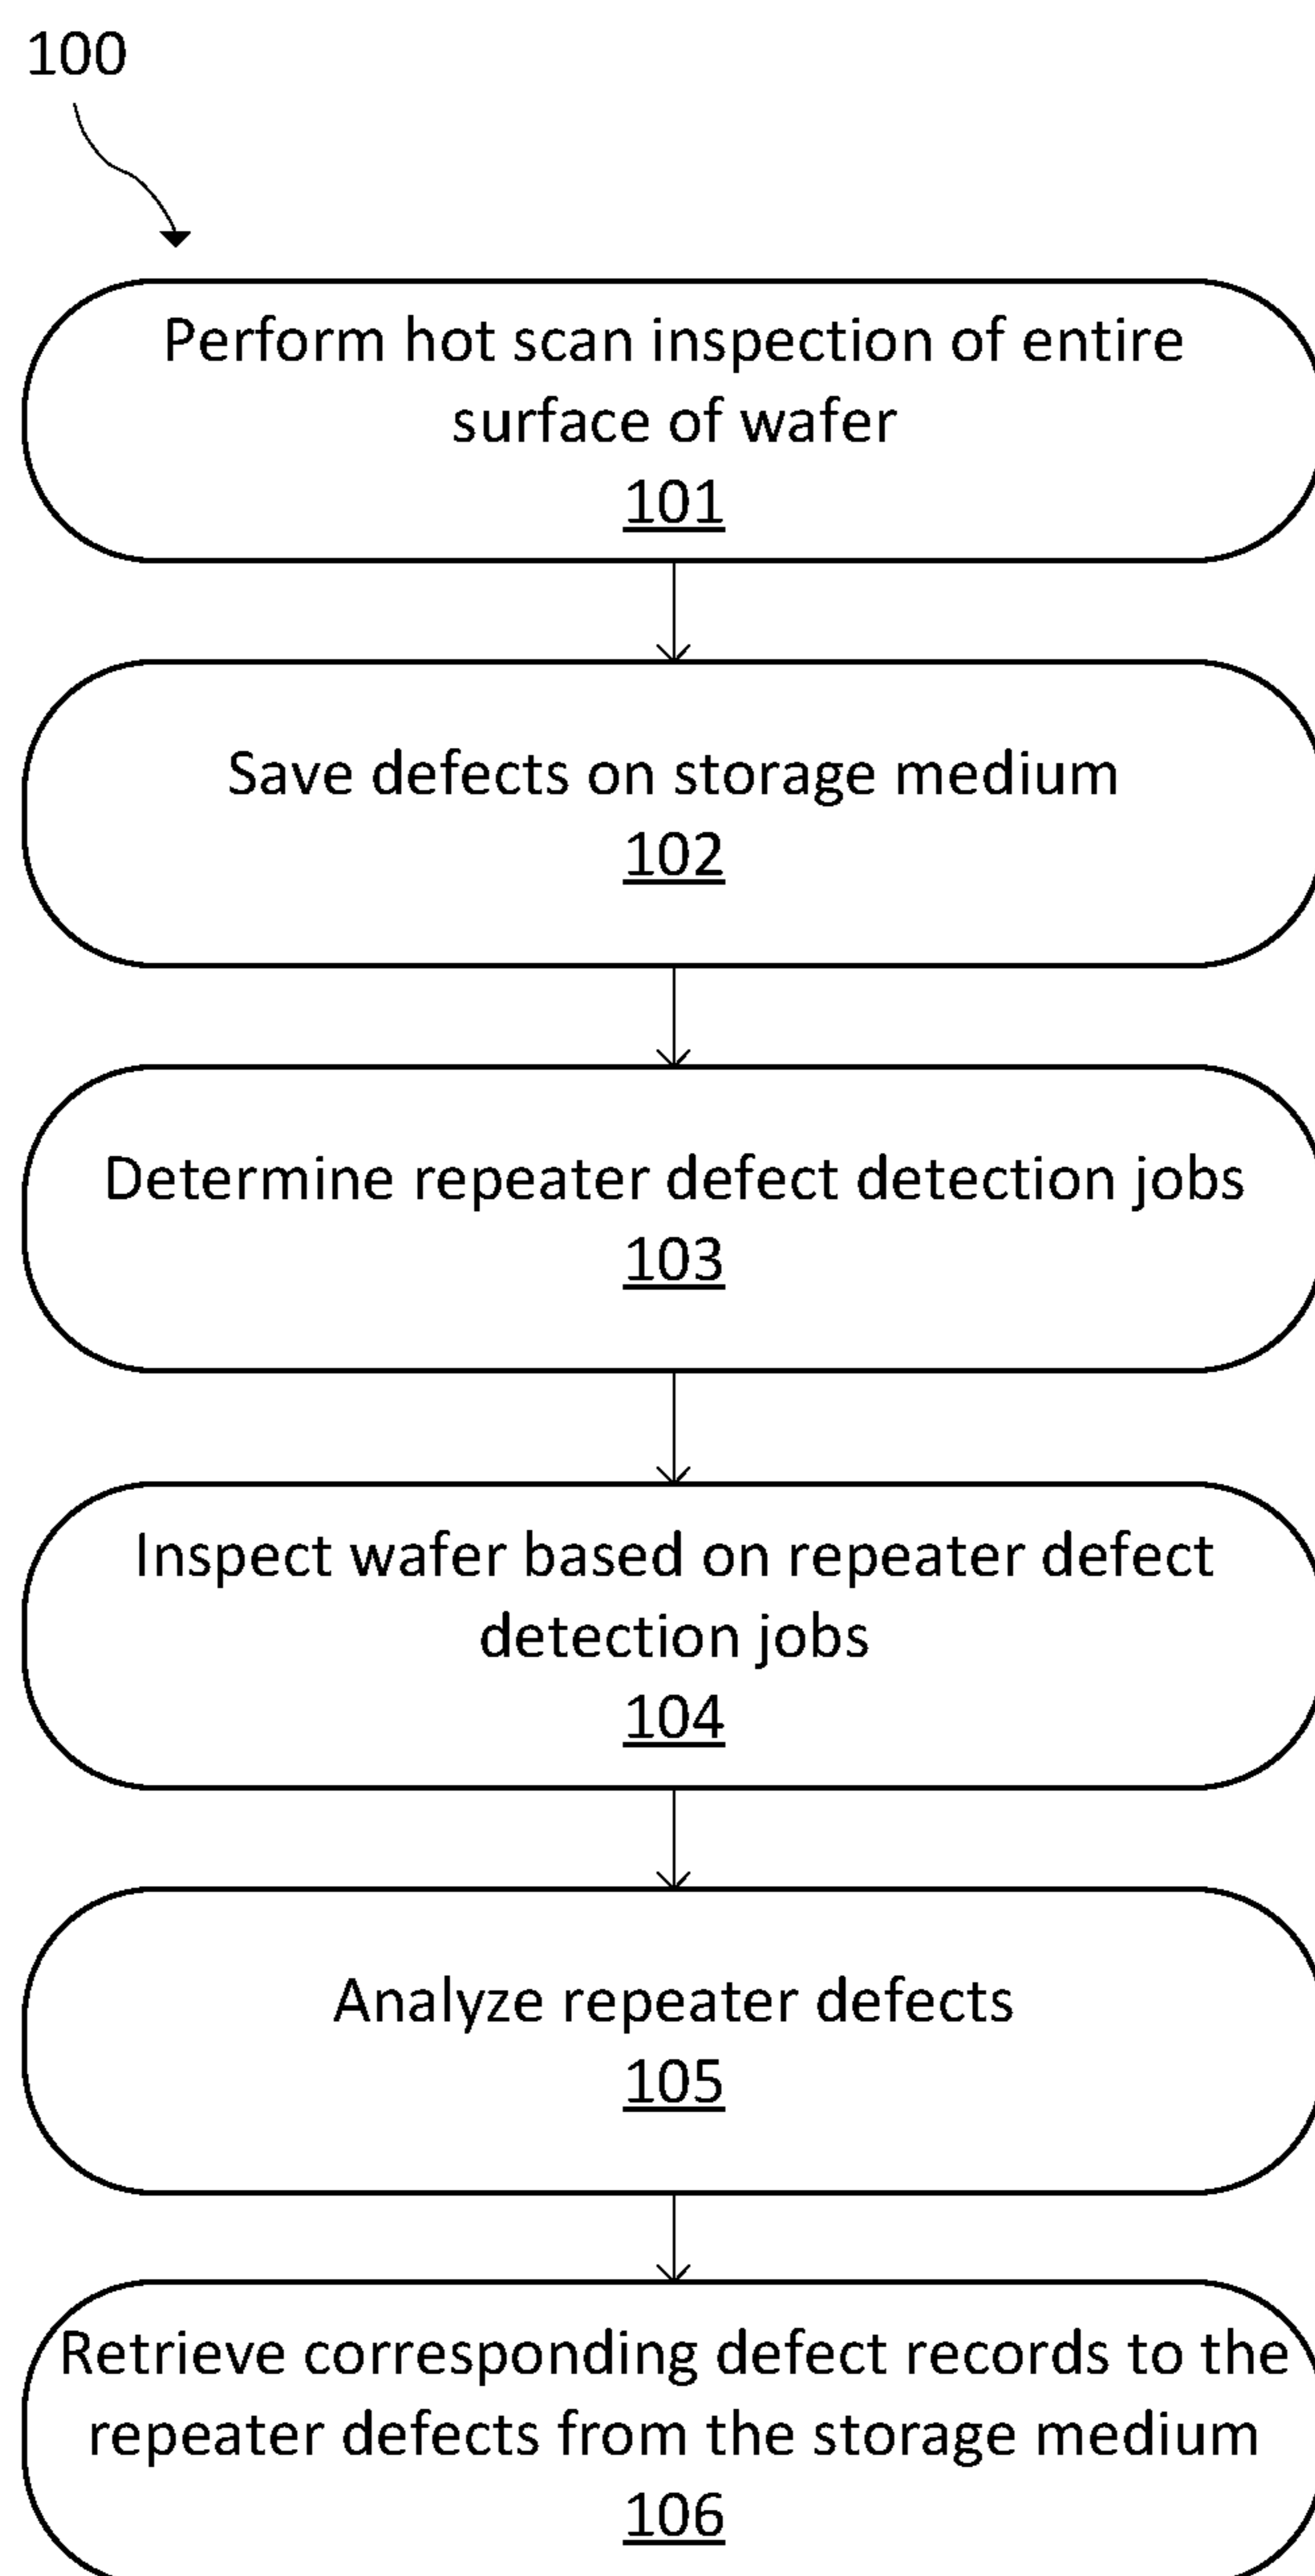 100
Perform hot scan inspection of entire
surface of wafer
101
Save defects on storage medium
102
Determine repeater defect detection jobs
103
Inspect wafer based on repeater defect
detection jobs
104
Analyze repeater defects
105
Retrieve corresponding defect records to the
repeater defects from the storage medium
106